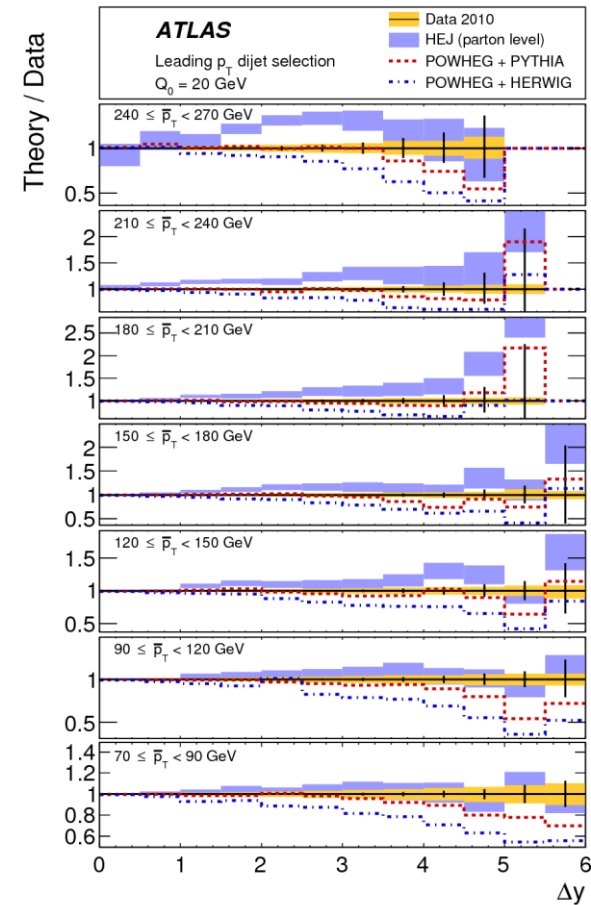 ATLAS
Leading p_T dijet selection
Q_0 = 20 GeV
Data 2010
HEJ (parton level)
POWHEG + PYTHIA
POWHEG + HERWIG
Theory / Data
240 ≤ p̅_T < 270 GeV
1
0.5
210 ≤ p̅_T < 240 GeV
2
1.5
1
180 ≤ p̅_T < 210 GeV
2.5
2
1.5
1
150 ≤ p̅_T < 180 GeV
2
1.5
1
0.5
120 ≤ p̅_T < 150 GeV
1.5
1
0.5
90 ≤ p̅_T < 120 GeV
1
0.5
70 ≤ p̅_T < 90 GeV
1.4
1.2
1
0.8
0.6
0 1 2 3 4 5 6
Δy